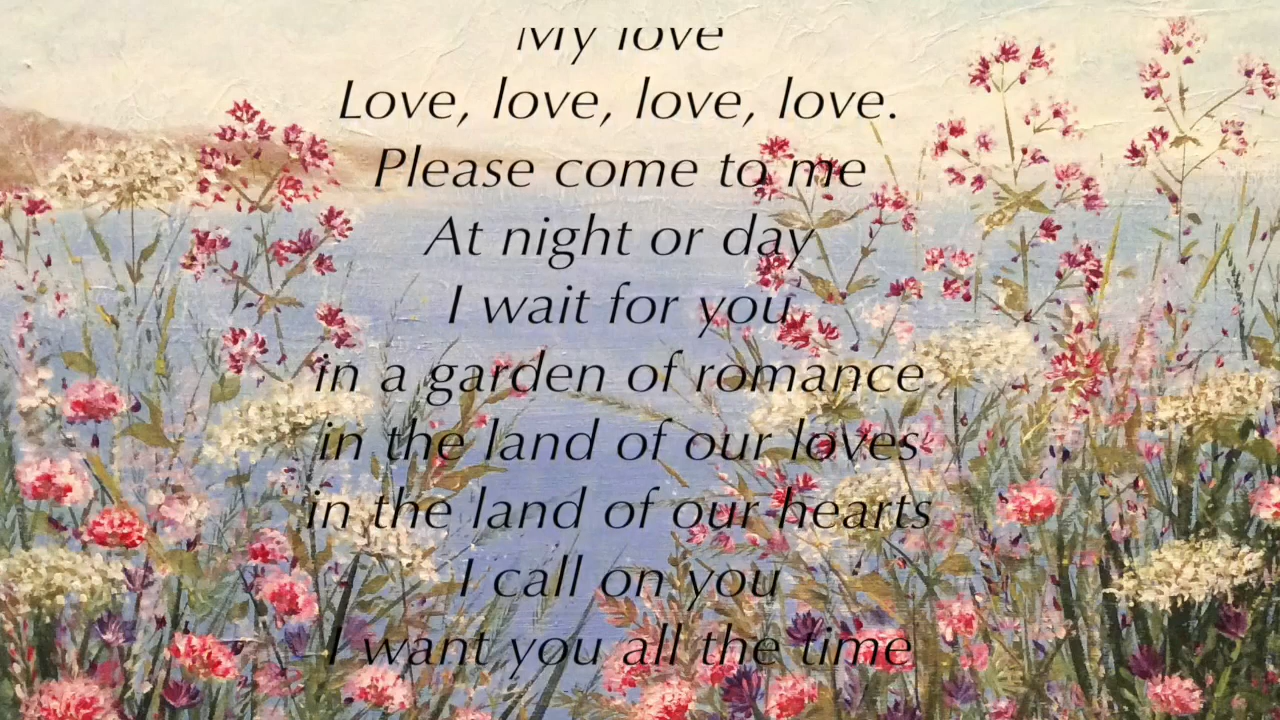 My love
Love, love, love, love.
Please come to me
At night or day
I wait for you
in a garden of romance
in the land of our loves
in the land of our hearts
I call on you
I want you all the time